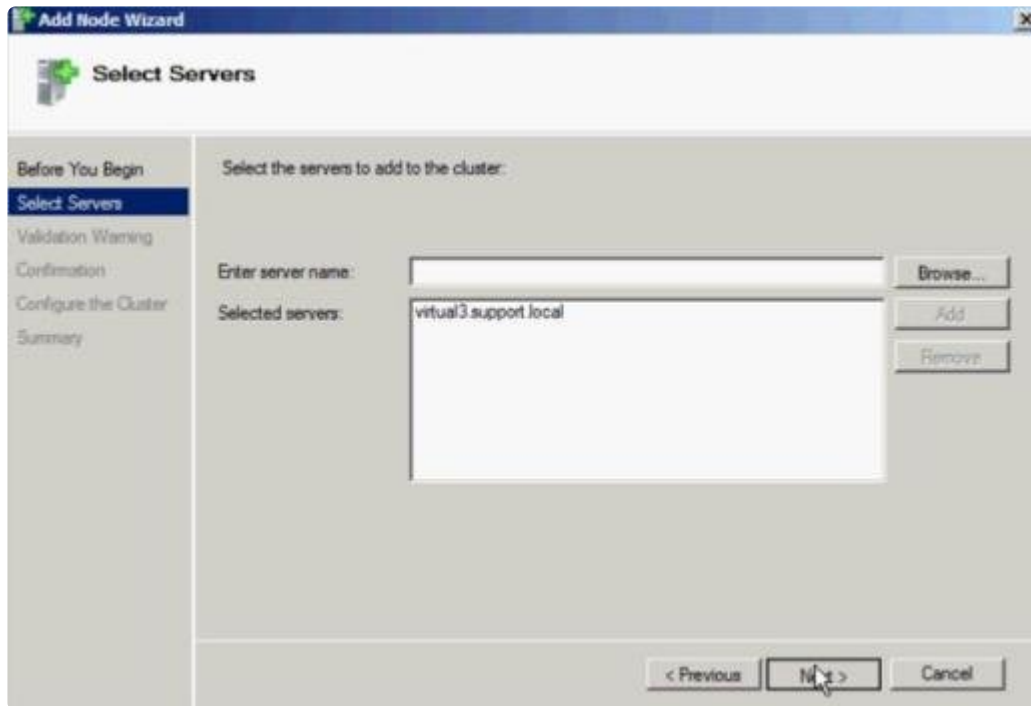 Add Node Wizard
Select Servers
Before You Begin
Select Servers
Validation Warning
Confirmation
Configure the Cluster
Summary
Select the servers to add to the cluster:
Enter server name:
Browse...
Selected servers:
virtual3.support.local
Add
Remove
< Previous
Next >
Cancel